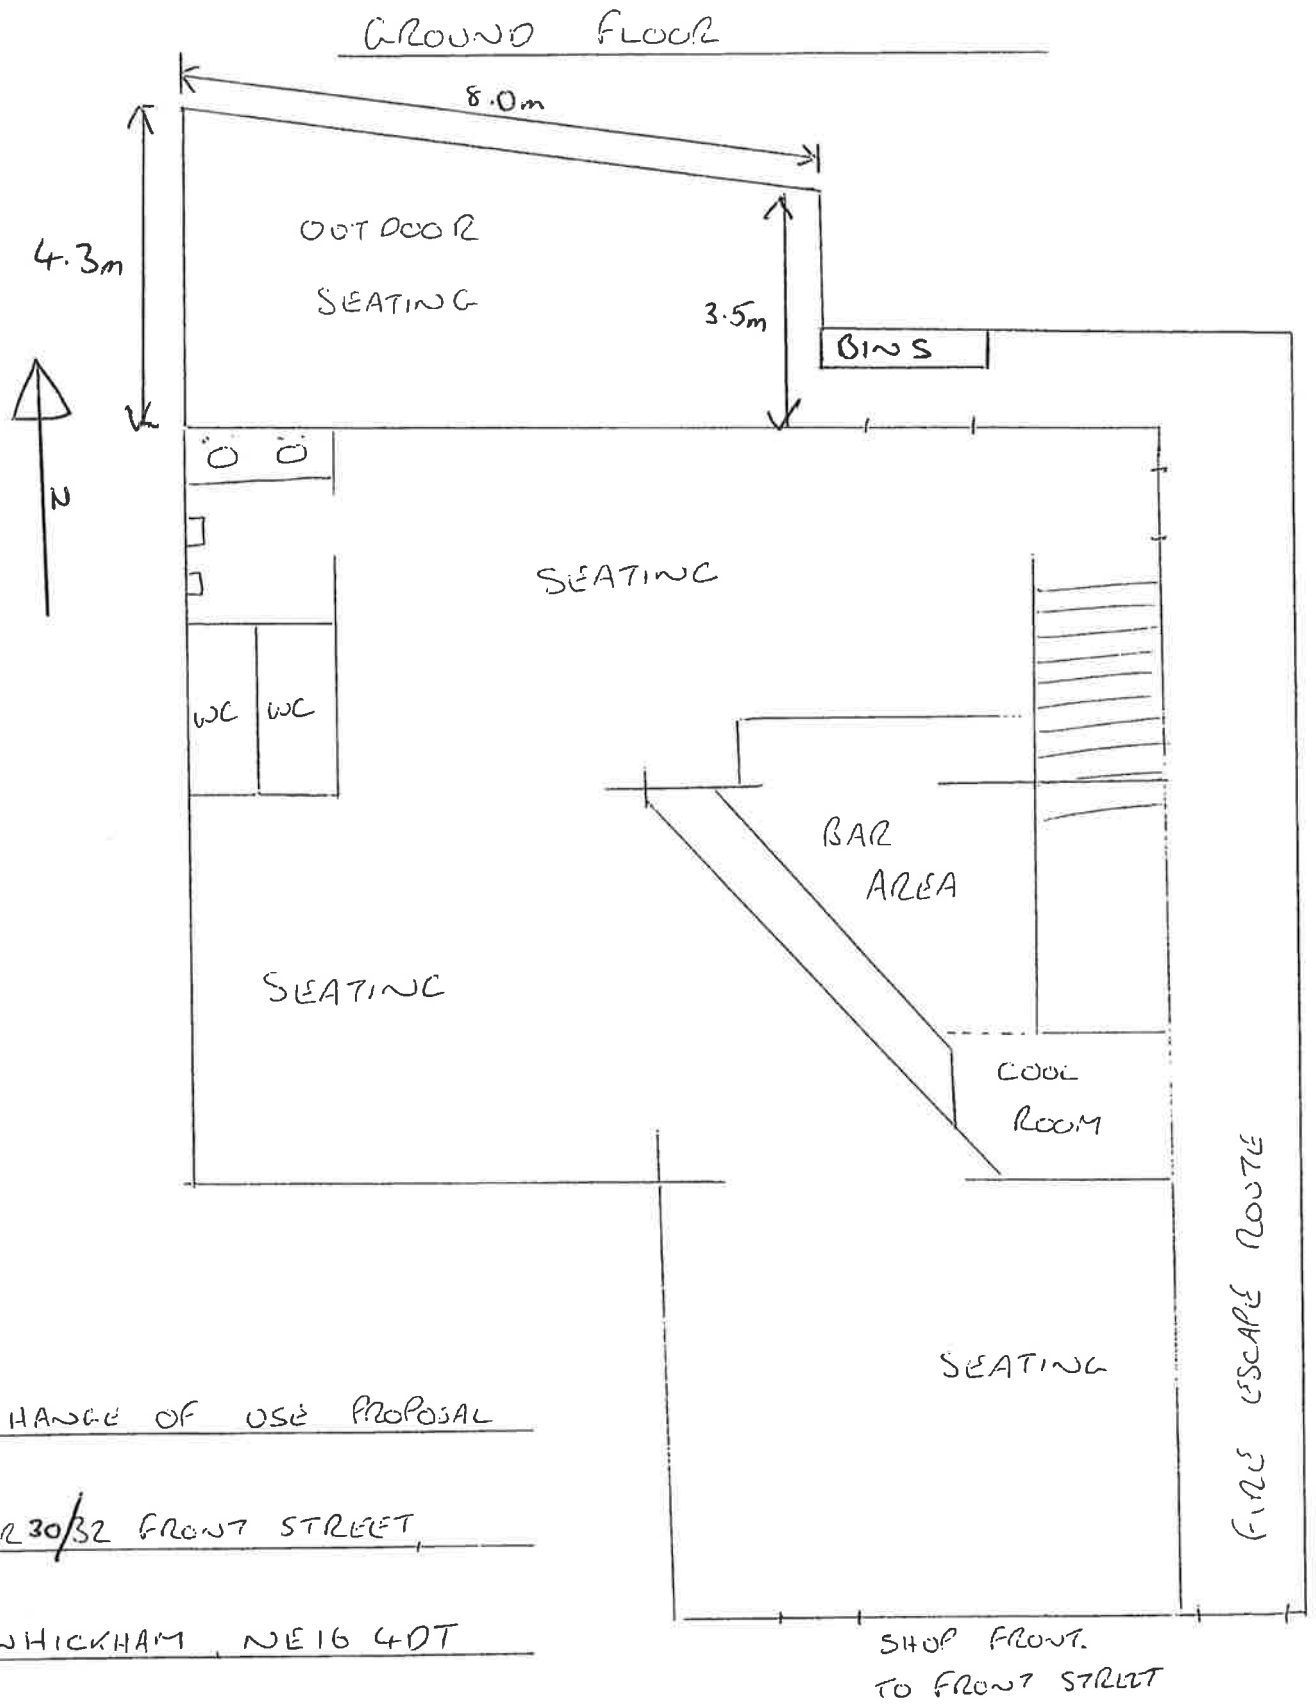 GROUND FLOOR
8.0m
4.3m
OUTDOOR
SEATING
3.5m
BINS
N
SEATING
WC WC
BAR
AREA
SEATING
COOL
ROOM
FIRE ESCAPE ROUTE
SEATING
HANGE OF USE PROPOSAL
R 30/32 FRONT STREET,
WHICKHAM, NE16 4DT
SHOP FRONT.
TO FRONT STREET